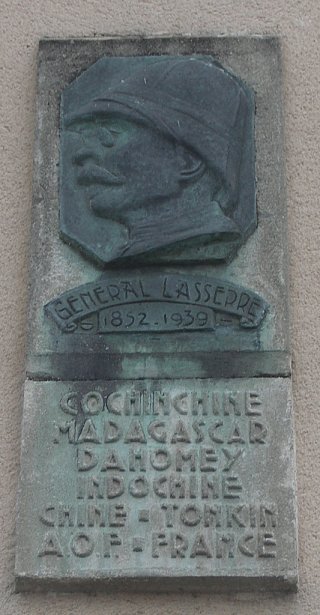 GÉNÉRAL LASSERRE
1852-1939
COCHINCHINE
MADAGASCAR
DAHOMEY
INDOCHINE
CHINE - TONKIN
A.O.F. - FRANCE